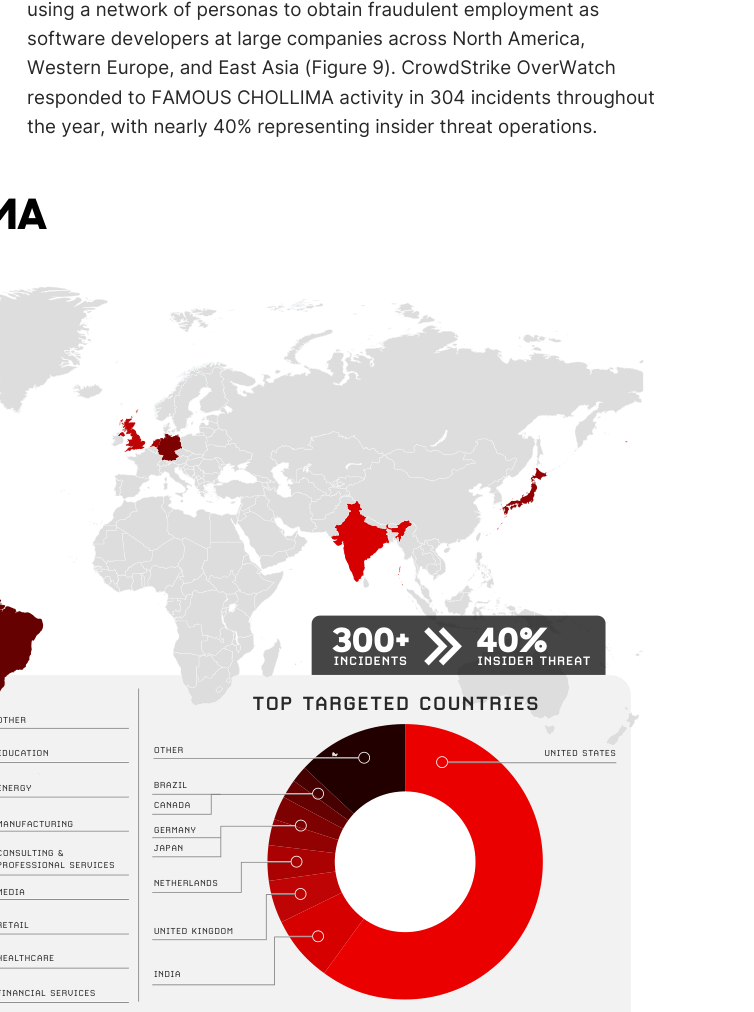 using a network of personas to obtain fraudulent employment as
software developers at large companies across North America,
Western Europe, and East Asia (Figure 9). CrowdStrike OverWatch
responded to FAMOUS CHOLLIMA activity in 304 incidents throughout
the year, with nearly 40% representing insider threat operations.
MA
300+
INCIDENTS
40%
INSIDER THREAT
OTHER
EDUCATION
ENERGY
MANUFACTURING
CONSULTING &
PROFESSIONAL SERVICES
MEDIA
RETAIL
HEALTHCARE
FINANCIAL SERVICES
TOP TARGETED COUNTRIES
OTHER
BRAZIL
CANADA
GERMANY
JAPAN
NETHERLANDS
UNITED KINGDOM
INDIA
UNITED STATES